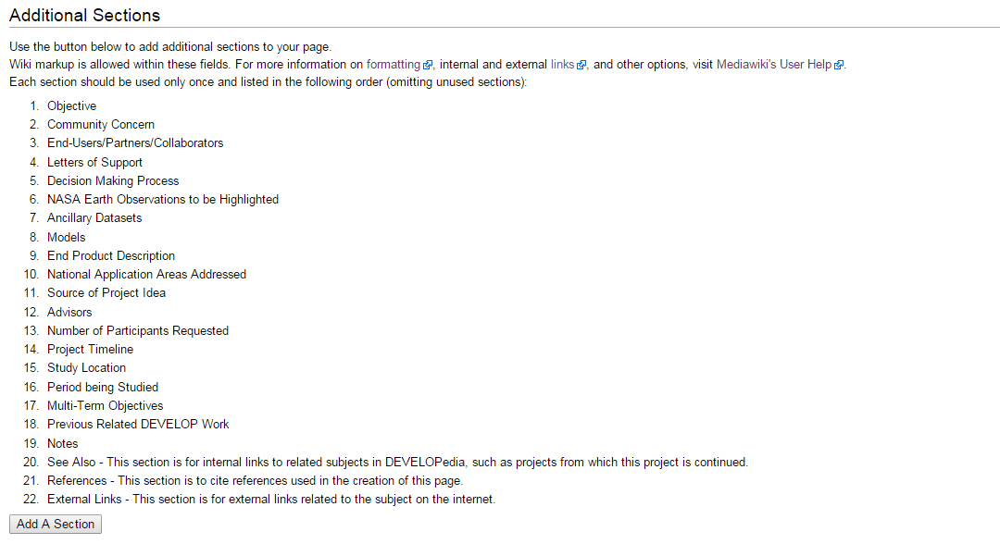 Additional Sections
Use the button below to add additional sections to your page.
Wiki markup is allowed within these fields. For more information on formatting, internal and external links, and other options, visit Mediawiki's User Help.
Each section should be used only once and listed in the following order (omitting unused sections):
1. Objective
2. Community Concern
3. End-Users/Partners/Collaborators
4. Letters of Support
5. Decision Making Process
6. NASA Earth Observations to be Highlighted
7. Ancillary Datasets
8. Models
9. End Product Description
10. National Application Areas Addressed
11. Source of Project Idea
12. Advisors
13. Number of Participants Requested
14. Project Timeline
15. Study Location
16. Period being Studied
17. Multi-Term Objectives
18. Previous Related DEVELOP Work
19. Notes
20. See Also - This section is for internal links to related subjects in DEVELOPedia, such as projects from which this project is continued.
21. References - This section is to cite references used in the creation of this page.
22. External Links - This section is for external links related to the subject on the internet.
Add A Section